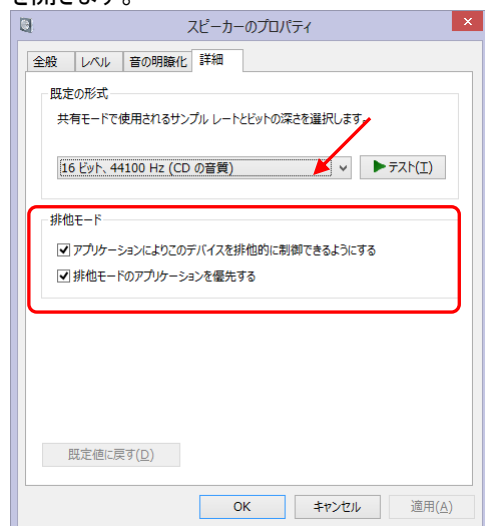 を開きます。
スピーカーのプロパティ
全般 レベル 音の明瞭化 詳細
既定の形式
共有モードで使用されるサンプル レートとビットの深さを選択します。
16 ビット、44100 Hz (CD の音質)
テスト(T)
排他モード
アプリケーションによりこのデバイスを排他的に制御できるようにする
排他モードのアプリケーションを優先する
既定値に戻す(D)
OK キャンセル 適用(A)